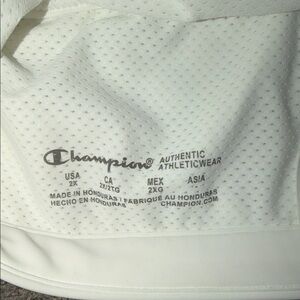 Champion® AUTHENTIC ATHLETICWEAR
USA CA MEX ASIA
2X 2X/2TG 2XG -
MADE IN HONDURAS / FABRIQUE AU HONDURAS
HECHO EN HONDURAS CHAMPION.COM